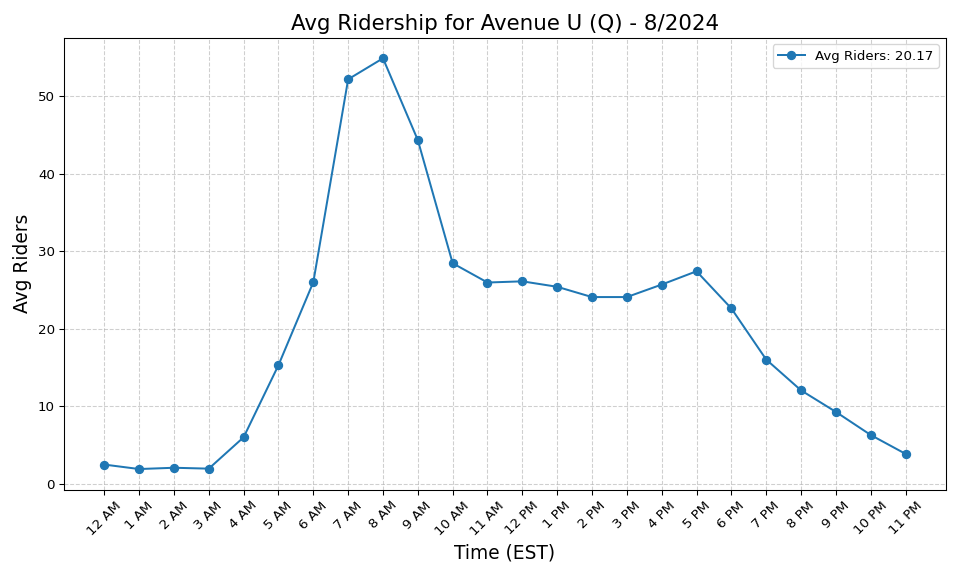 Avg Ridership for Avenue U (Q) - 8/2024
Avg Riders: 20.17
Avg Riders
50
40
30
20
10
0
12 AM
1 AM
2 AM
3 AM
4 AM
5 AM
6 AM
7 AM
8 AM
9 AM
10 AM
11 AM
12 PM
1 PM
2 PM
3 PM
4 PM
5 PM
6 PM
7 PM
8 PM
9 PM
10 PM
11 PM
Time (EST)